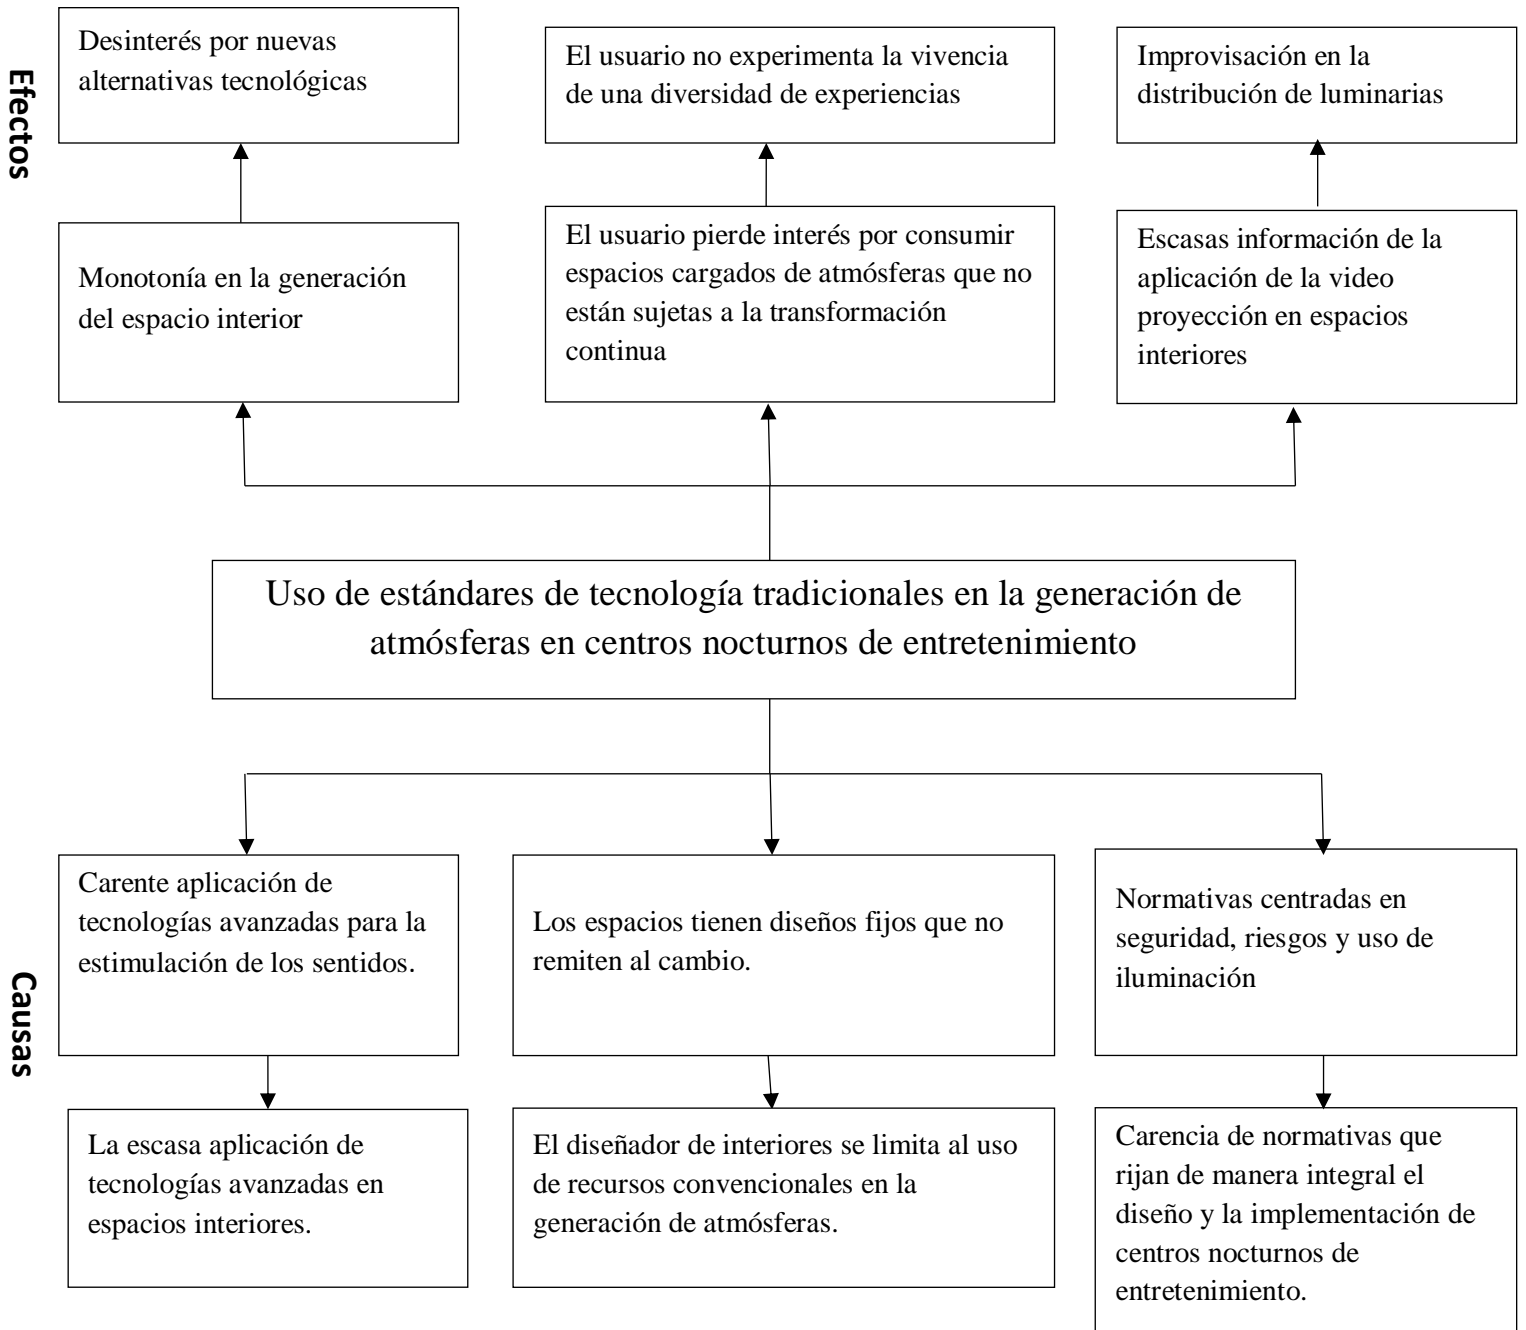 Efectos
Desinterés por nuevas
alternativas tecnológicas
El usuario no experimenta la vivencia
de una diversidad de experiencias
Improvisación en la
distribución de luminarias
Monotonía en la generación
del espacio interior
El usuario pierde interés por consumir
espacios cargados de atmósferas que no
están sujetas a la transformación
continua
Escasas información de la
aplicación de la video
proyección en espacios
interiores
Uso de estándares de tecnología tradicionales en la generación de
atmósferas en centros nocturnos de entretenimiento
Causas
Carente aplicación de
tecnologías avanzadas para la
estimulación de los sentidos.
Los espacios tienen diseños fijos que no
remiten al cambio.
Normativas centradas en
seguridad, riesgos y uso de
iluminación
La escasa aplicación de
tecnologías avanzadas en
espacios interiores.
El diseñador de interiores se limita al uso
de recursos convencionales en la
generación de atmósferas.
Carencia de normativas que
rijan de manera integral el
diseño y la implementación de
centros nocturnos de
entretenimiento.